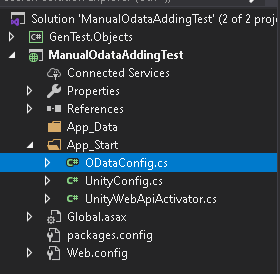 Solution 'ManualOdataAddingTest' (2 of 2 proj
GenTest.Objects
ManualOdataAddingTest
Connected Services
Properties
References
App_Data
App_Start
ODataConfig.cs
UnityConfig.cs
UnityWebApiActivator.cs
Global.asax
packages.config
Web.config